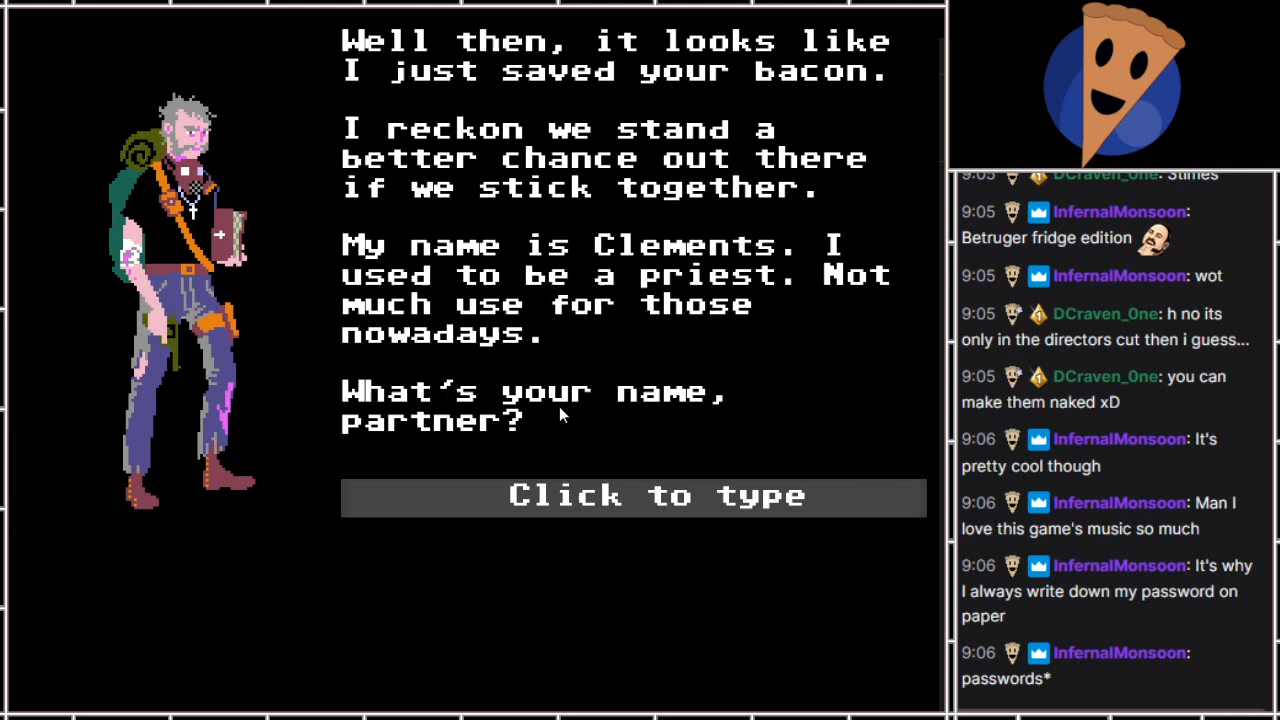 Well then, it looks like
I just saved your bacon.
I reckon we stand a
better chance out there
if we stick together.
My name is Clements. I
used to be a priest. Not
much use for those
nowadays.
What's your name,
partner?
Click to type
9:05 DCraven_One: 3times
9:05 InfernalMonsoon:
Betruger fridge edition
9:05 InfernalMonsoon: wot
9:05 DCraven_One: h no its
only in the directors cut then i guess...
9:05 DCraven_One: you can
make them naked xD
9:06 InfernalMonsoon: It's
pretty cool though
9:06 InfernalMonsoon: Man I
love this game's music so much
9:06 InfernalMonsoon: It's why
I always write down my password on
paper
9:06 InfernalMonsoon:
passwords*